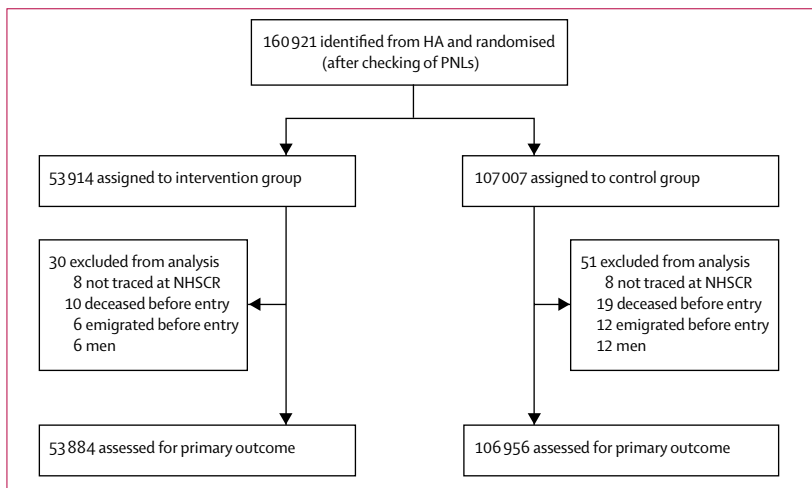 160 921 identified from HA and randomised
(after checking of PNLs)
53 914 assigned to intervention group
107 007 assigned to control group
30 excluded from analysis
8 not traced at NHSCR
10 deceased before entry
6 emigrated before entry
6 men
51 excluded from analysis
8 not traced at NHSCR
19 deceased before entry
12 emigrated before entry
12 men
53 884 assessed for primary outcome
106 956 assessed for primary outcome